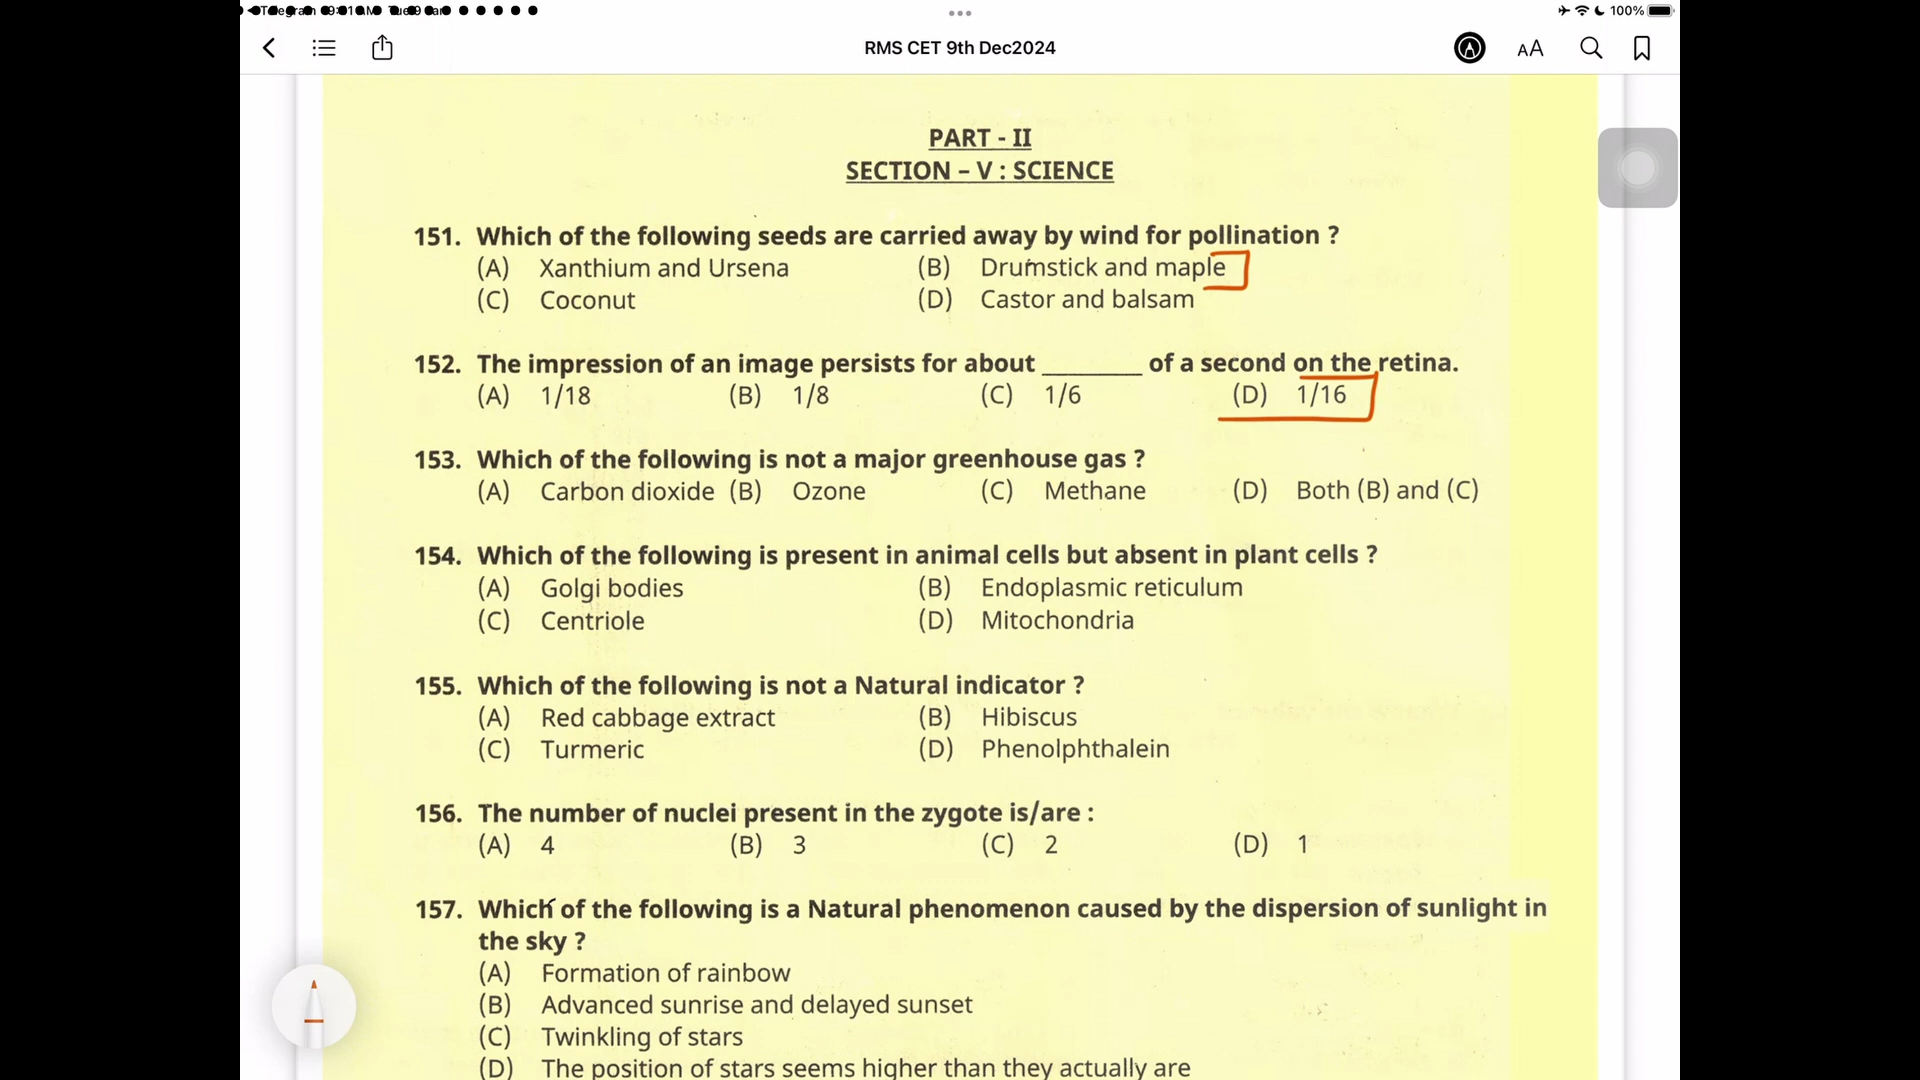 RMS CET 9th Dec2024
100%
AA
PART - II
SECTION – V : SCIENCE
151. Which of the following seeds are carried away by wind for pollination ?
(A) Xanthium and Ursena (B) Drumstick and maple
(C) Coconut (D) Castor and balsam
152. The impression of an image persists for about ________ of a second on the retina.
(A) 1/18 (B) 1/8 (C) 1/6 (D) 1/16
153. Which of the following is not a major greenhouse gas ?
(A) Carbon dioxide (B) Ozone (C) Methane (D) Both (B) and (C)
154. Which of the following is present in animal cells but absent in plant cells ?
(A) Golgi bodies (B) Endoplasmic reticulum
(C) Centriole (D) Mitochondria
155. Which of the following is not a Natural indicator ?
(A) Red cabbage extract (B) Hibiscus
(C) Turmeric (D) Phenolphthalein
156. The number of nuclei present in the zygote is/are :
(A) 4 (B) 3 (C) 2 (D) 1
157. Which of the following is a Natural phenomenon caused by the dispersion of sunlight in
the sky ?
(A) Formation of rainbow
(B) Advanced sunrise and delayed sunset
(C) Twinkling of stars
(D) The position of stars seems higher than they actually are